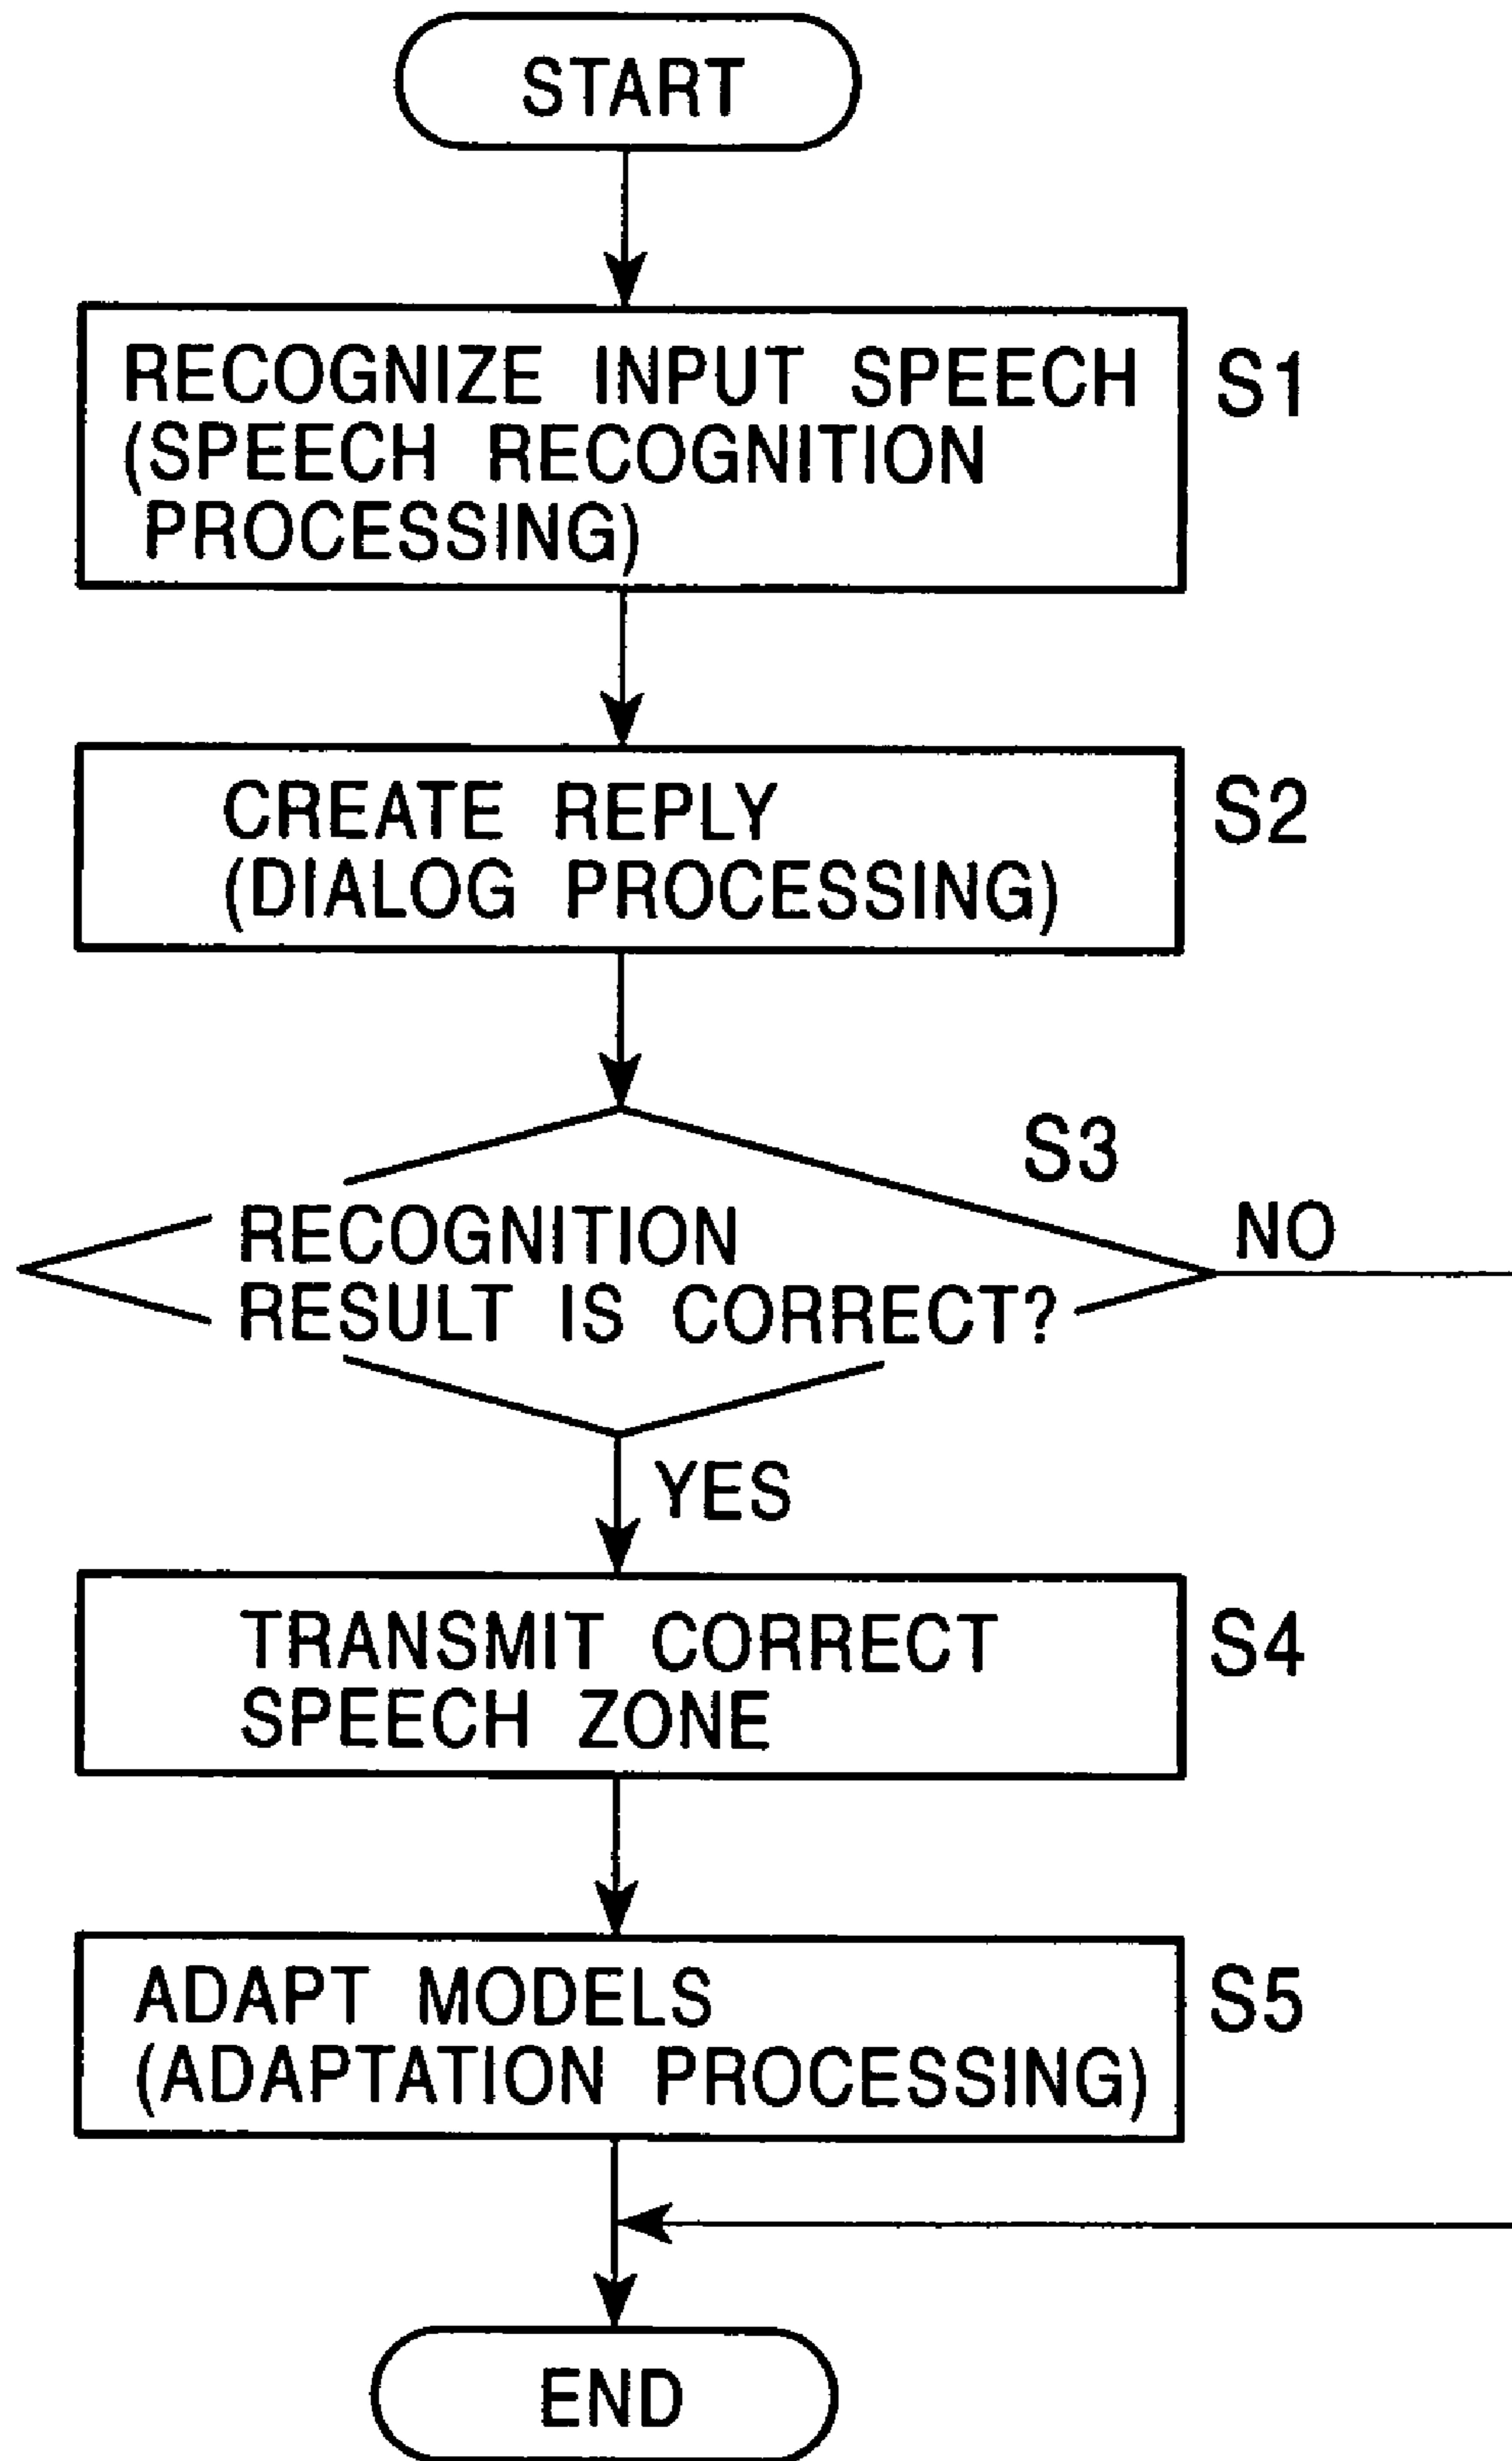 START
RECOGNIZE INPUT SPEECH
(SPEECH RECOGNITION
PROCESSING)
S1
CREATE REPLY
(DIALOG PROCESSING)
S2
S3
RECOGNITION
RESULT IS CORRECT?
NO
YES
TRANSMIT CORRECT
SPEECH ZONE
S4
ADAPT MODELS
(ADAPTATION PROCESSING)
S5
END